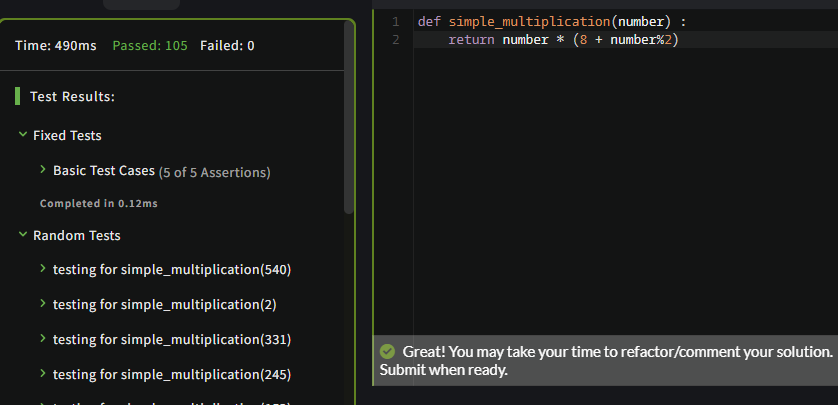 Time: 490ms Passed: 105 Failed: 0
Test Results:
Fixed Tests
Basic Test Cases (5 of 5 Assertions)
Completed in 0.12ms
Random Tests
testing for simple_multiplication(540)
testing for simple_multiplication(2)
testing for simple_multiplication(331)
testing for simple_multiplication(245)
1 def simple_multiplication(number) :
2 return number * (8 + number%2)
Great! You may take your time to refactor/comment your solution.
Submit when ready.